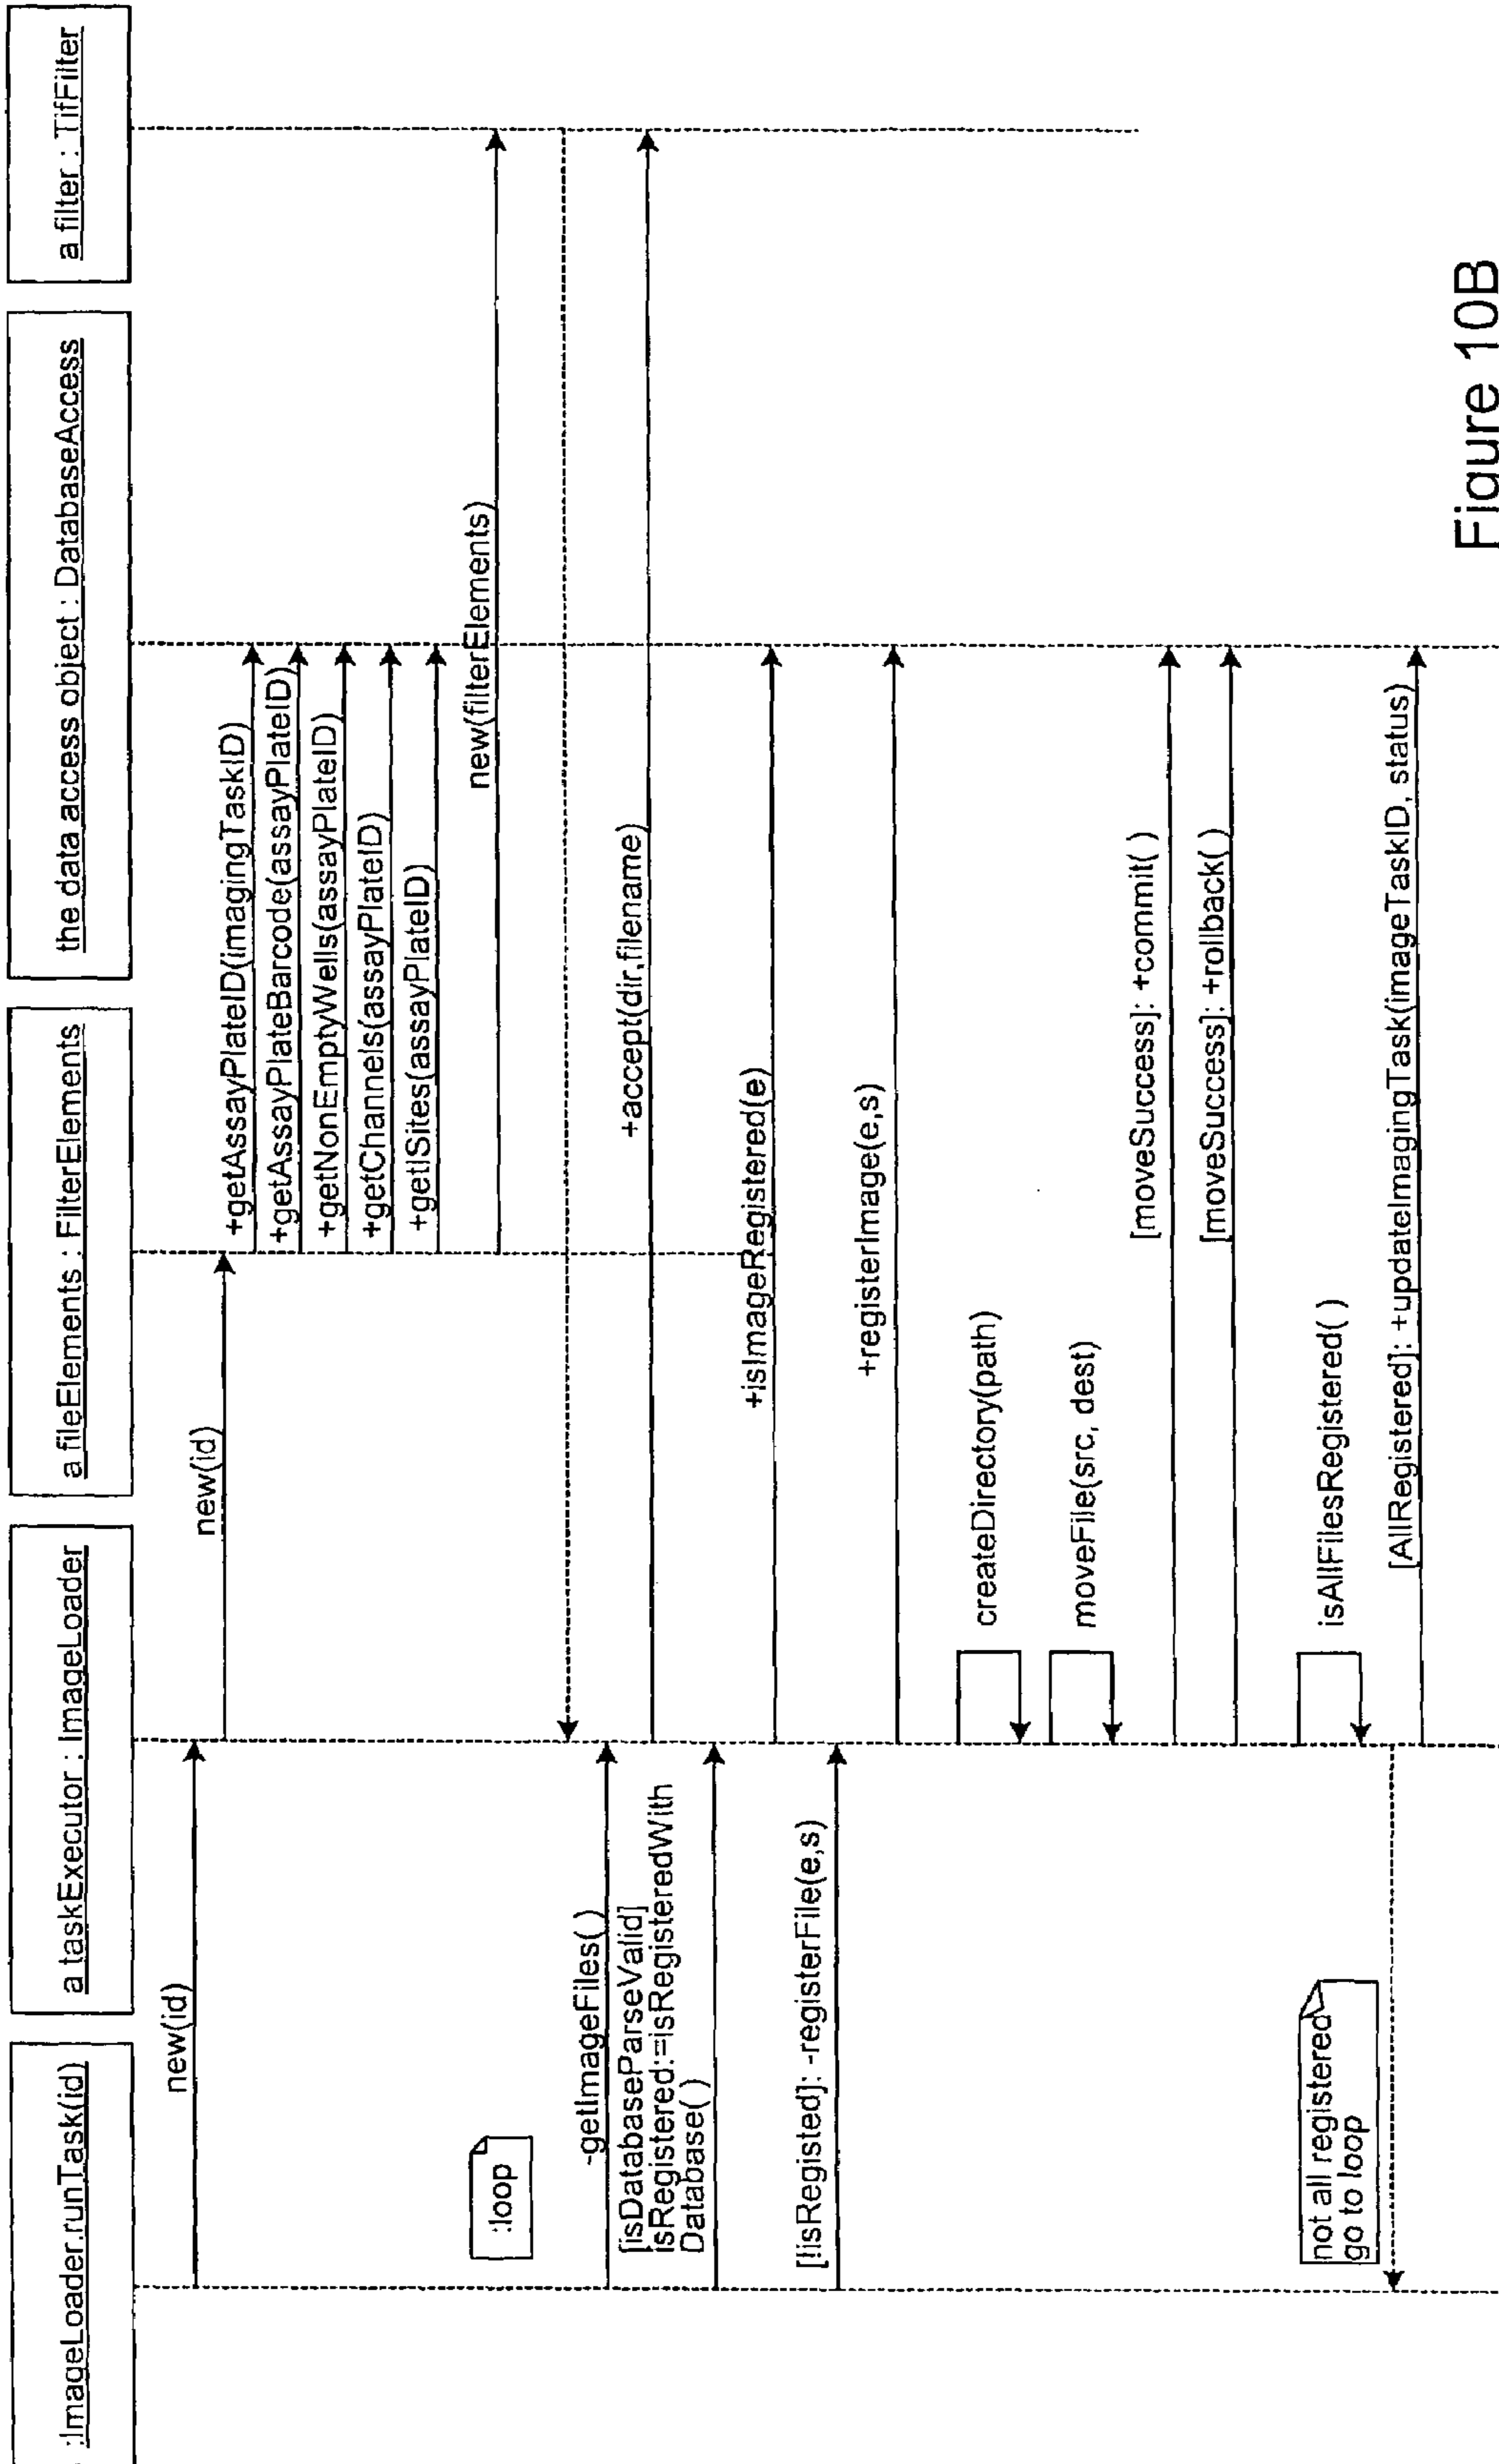 :ImageLoader.runTask(id)
a taskExecutor : ImageLoader
a fileElements : FilterElements
the data access object : DatabaseAccess
a filter : TifFilter
new(id)
new(id)
+getAssayPlateID(imagingTaskID)
+getAssayPlateBarcode(assayPlateID)
+getNonEmptyWells(assayPlateID)
+getChannels(assayPlateID)
+getISites(assayPlateID)
new(filterElements)
:loop
-getImageFiles( )
+accept(dir,filename)
[isDatabaseParseValid]
isRegistered:=isRegisteredWith
Database( )
+isImageRegistered(e)
[!isRegisted]: -registerFile(e,s)
+registerImage(e,s)
createDirectory(path)
moveFile(src, dest)
[moveSuccess]: +commit( )
[moveSuccess]: +rollback( )
isAllFilesRegistered( )
not all registered
go to loop
[AllRegistered]: +updateImagingTask(imageTaskID, status)
Figure 10B